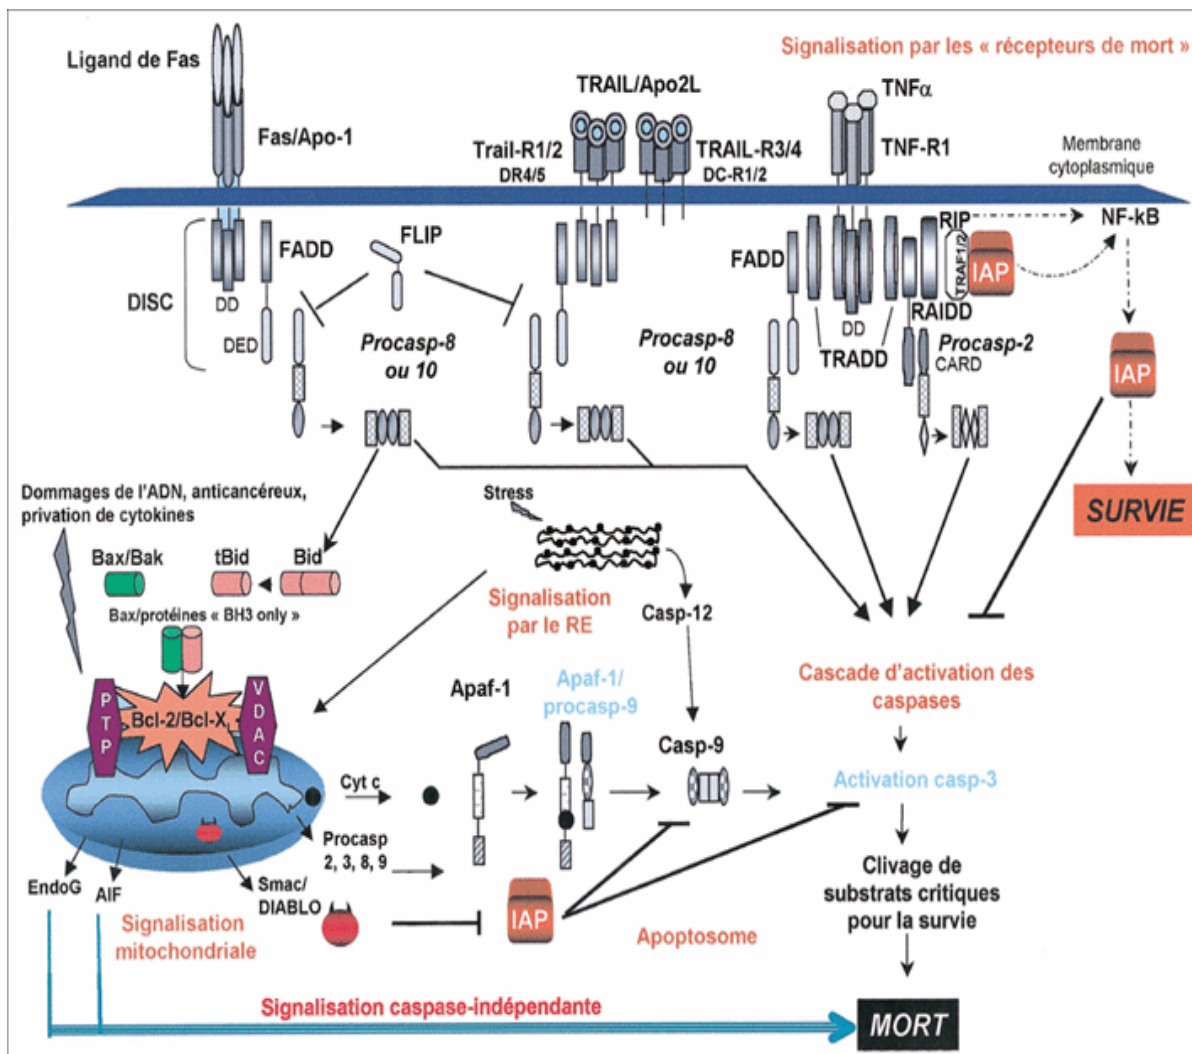 Signalisation par les « récepteurs de mort »
Ligand de Fas
TRAIL/Apo2L
TNFα
Fas/Apo-1
Trail-R1/2
DR4/5
TRAIL-R3/4
DC-R1/2
TNF-R1
Membrane
cytoplasmique
DISC
FADD
DD
DED
FLIP
Procasp-8
ou 10
Procasp-8
ou 10
FADD
DD
TRADD
RIP
TRAF1/2
IAP
NF-kB
RAIDD
Procasp-2
CARD
IAP
SURVIE
Dommages de l'ADN, anticancéreux,
privation de cytokines
Stress
Bax/Bak
tBid
Bid
Bax/protéines « BH3 only »
Signalisation
par le RE
Casp-12
PTP
Bcl-2/Bcl-XL
VDAC
Apaf-1
Apaf-1/
procasp-9
Casp-9
Cascade d'activation des
caspases
Activation casp-3
Cyt c
Procasp
2, 3, 8, 9
EndoG
AIF
Smac/
DIABLO
IAP
Signalisation
mitochondriale
Apoptosome
Clivage de
substrats critiques
pour la survie
Signalisation caspase-indépendante
MORT